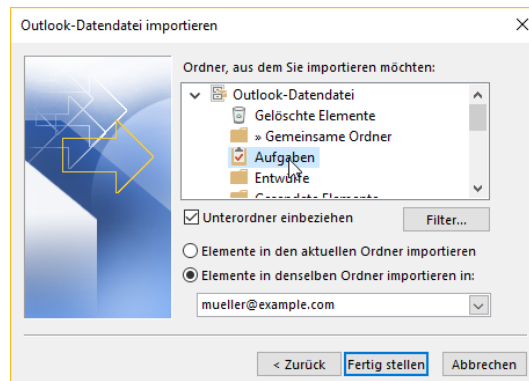 Outlook-Datendatei importieren
Ordner, aus dem Sie importieren möchten:
Outlook-Datendatei
Gelöschte Elemente
» Gemeinsame Ordner
Aufgaben
Entwürfe
Gesendete Elemente
Unterordner einbeziehen
Filter...
Elemente in den aktuellen Ordner importieren
Elemente in denselben Ordner importieren in:
mueller@example.com
< Zurück
Fertig stellen
Abbrechen